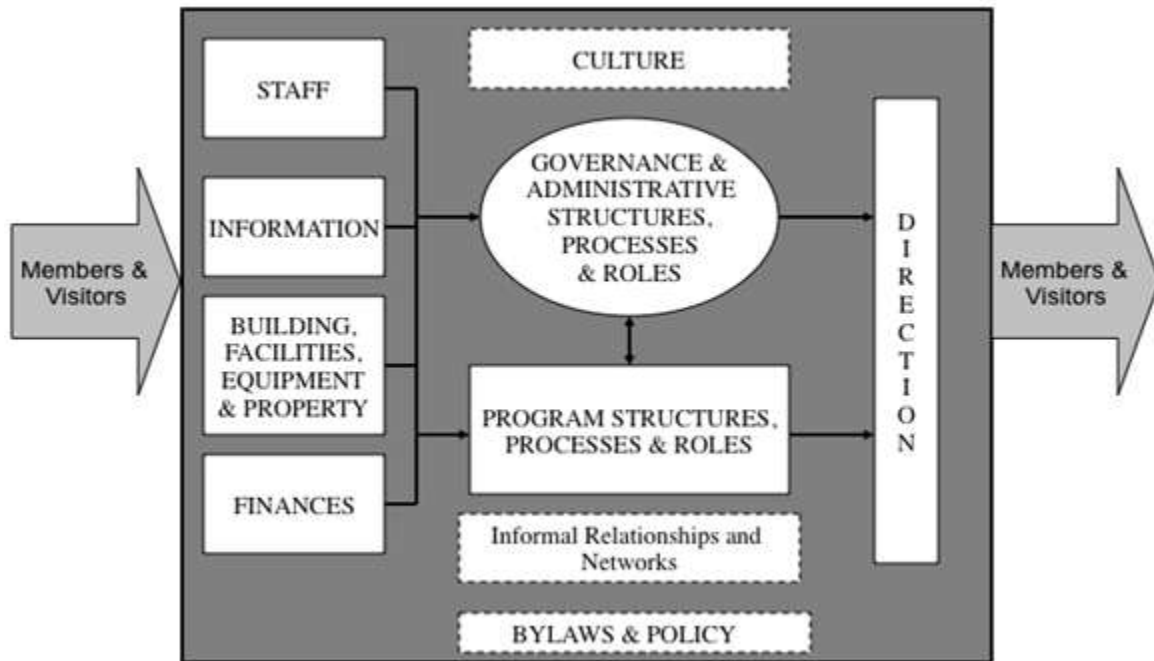 Members &
Visitors
STAFF
INFORMATION
BUILDING,
FACILITIES,
EQUIPMENT
& PROPERTY
FINANCES
CULTURE
GOVERNANCE &
ADMINISTRATIVE
STRUCTURES,
PROCESSES
& ROLES
PROGRAM STRUCTURES,
PROCESSES & ROLES
Informal Relationships and
Networks
BYLAWS & POLICY
DIRECTION
Members &
Visitors